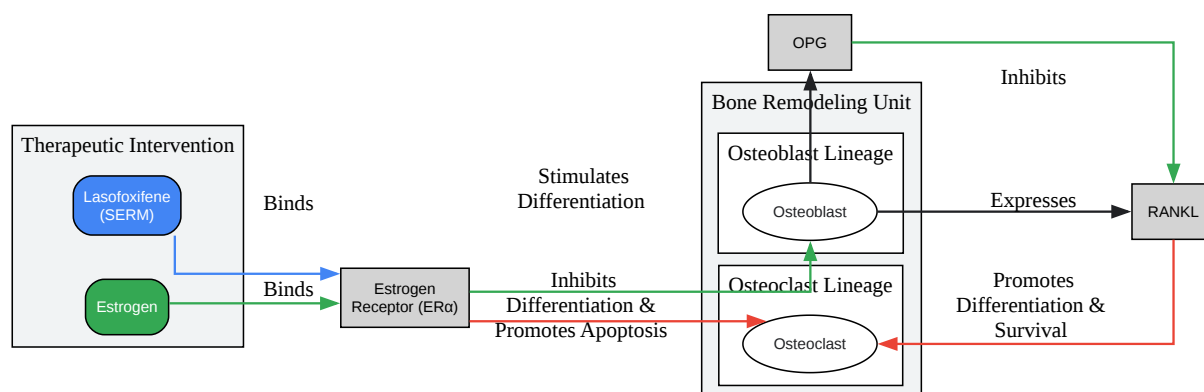 OPG
Inhibits
Bone Remodeling Unit
Therapeutic Intervention
Osteoblast Lineage
Lasofoxifene
(SERM)
Binds
Stimulates
Differentiation
Osteoblast
Expresses
RANKL
Estrogen
Binds
Estrogen
Receptor (ERα)
Inhibits
Differentiation &
Promotes Apoptosis
Osteoclast Lineage
Osteoclast
Promotes
Differentiation &
Survival